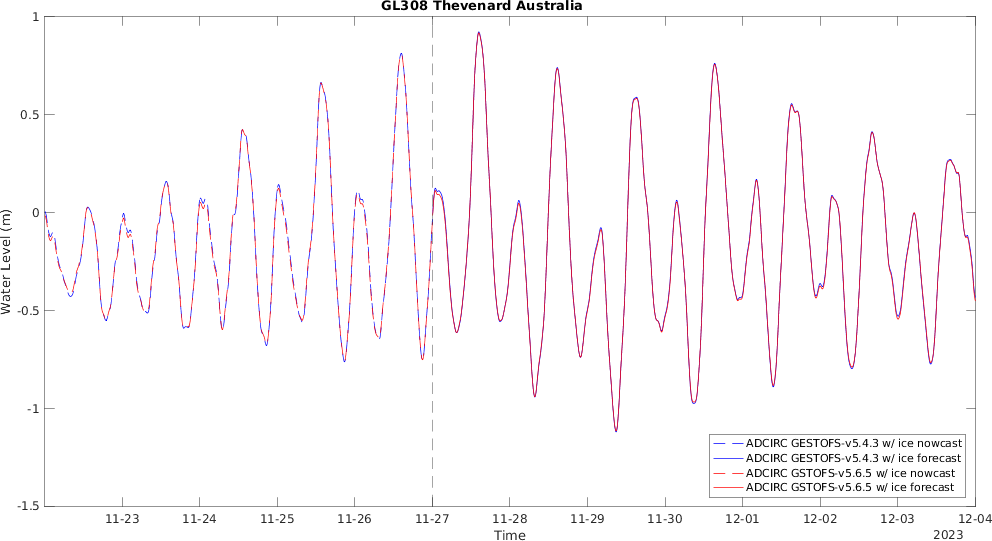 GL308 Thevenard Australia
1
0.5
0
-0.5
-1
-1.5
Water Level (m)
11-23
11-24
11-25
11-26
11-27
11-28
11-29
11-30
12-01
12-02
12-03
12-04
Time
2023
ADCIRC GESTOFS-v5.4.3 w/ ice nowcast
ADCIRC GESTOFS-v5.4.3 w/ ice forecast
ADCIRC GSTOFS-v5.6.5 w/ ice nowcast
ADCIRC GSTOFS-v5.6.5 w/ ice forecast